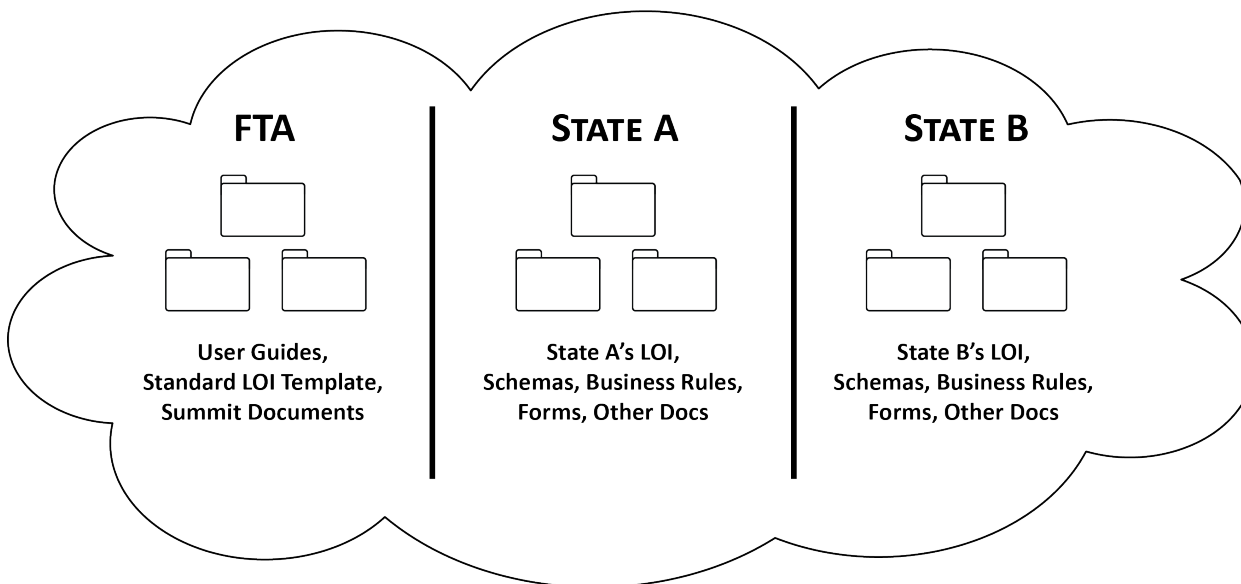 FTA
User Guides,
Standard LOI Template,
Summit Documents
STATE A
State A’s LOI,
Schemas, Business Rules,
Forms, Other Docs
STATE B
State B’s LOI,
Schemas, Business Rules,
Forms, Other Docs